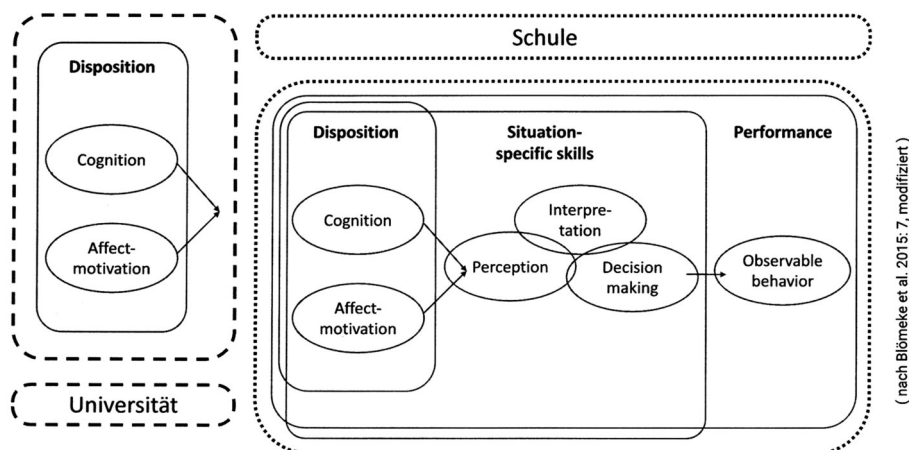 Disposition
Cognition
Affect-
motivation
Universität
Schule
Disposition
Situation-
specific skills
Performance
Cognition
Affect-
motivation
Perception
Interpre-
tation
Decision
making
Observable
behavior
( nach Blömeke et al. 2015: 7, modifiziert )